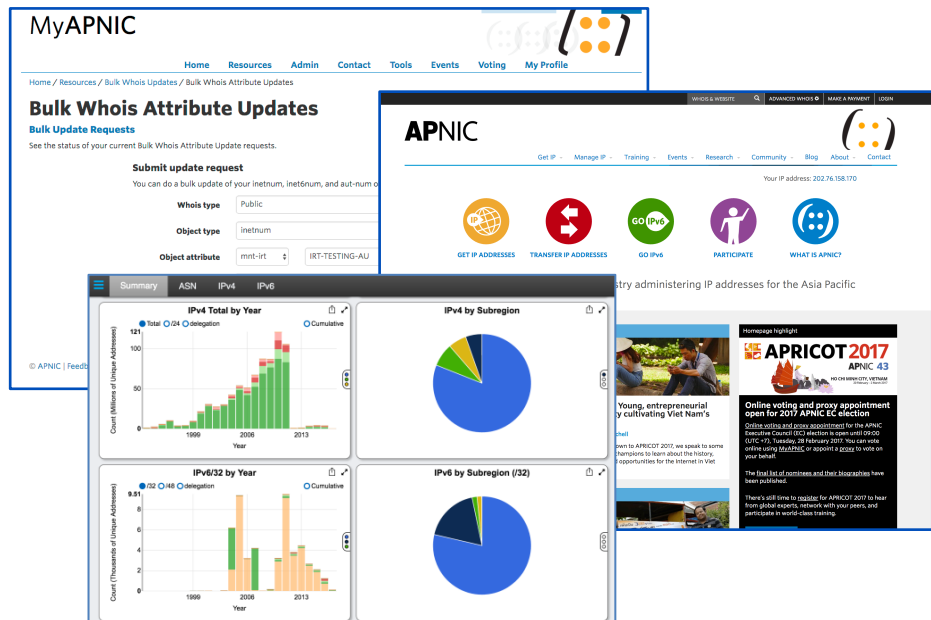 MyAPNIC
Home Resources Admin Contact Tools Events Voting My Profile
Home / Resources / Bulk Whois Updates / Bulk Whois Attribute Updates
Bulk Whois Attribute Updates
Bulk Update Requests
See the status of your current Bulk Whois Attribute Update requests.
Submit update request
You can do a bulk update of your inetnum, inet6num, and aut-num o
Whois type Public
Object type inetnum
Object attribute mnt-irt IRT-TESTING-AU
© APNIC | Feedb
WHOIS & WEBSITE ADVANCED WHOIS MAKE A PAYMENT LOGIN
APNIC
Get IP Manage IP Training Events Research Community Blog About Contact
Your IP address: 202.76.158.170
IP GO IPv6
GET IP ADDRESSES TRANSFER IP ADDRESSES GO IPv6 PARTICIPATE WHAT IS APNIC?
stry administering IP addresses for the Asia Pacific
Young, entrepreneurial
y cultivating Viet Nam's
chell
own to APRICOT 2017, we speak to some
hampions to learn about the history,
l opportunities for the Internet in Viet
Homepage highlight
APRICOT 2017
APNIC 43
HO CHI MINH CITY, VIETNAM
Online voting and proxy appointment
open for 2017 APNIC EC election
Online voting and proxy appointment for the APNIC
Executive Council (EC) election is open until 09:00
(UTC +7), Tuesday, 28 February 2017. You can vote
online using MyAPNIC or appoint a proxy to vote on
your behalf.
The final list of nominees and their biographies have
been published.
There's still time to register for APRICOT 2017 to hear
from global experts, network with your peers, and
participate in world-class training.
Summary ASN IPv4 IPv6
IPv4 Total by Year
Total /24 delegation Cumulative
Count (Millions of Unique Addresses)
121
100
50
0
1999 2006 2013
Year
IPv4 by Subregion
IPv6/32 by Year
/32 /48 delegation Cumulative
Count (Thousands of Unique Addresses)
9.51
8
6
4
2
0
1999 2006 2013
Year
IPv6 by Subregion (/32)